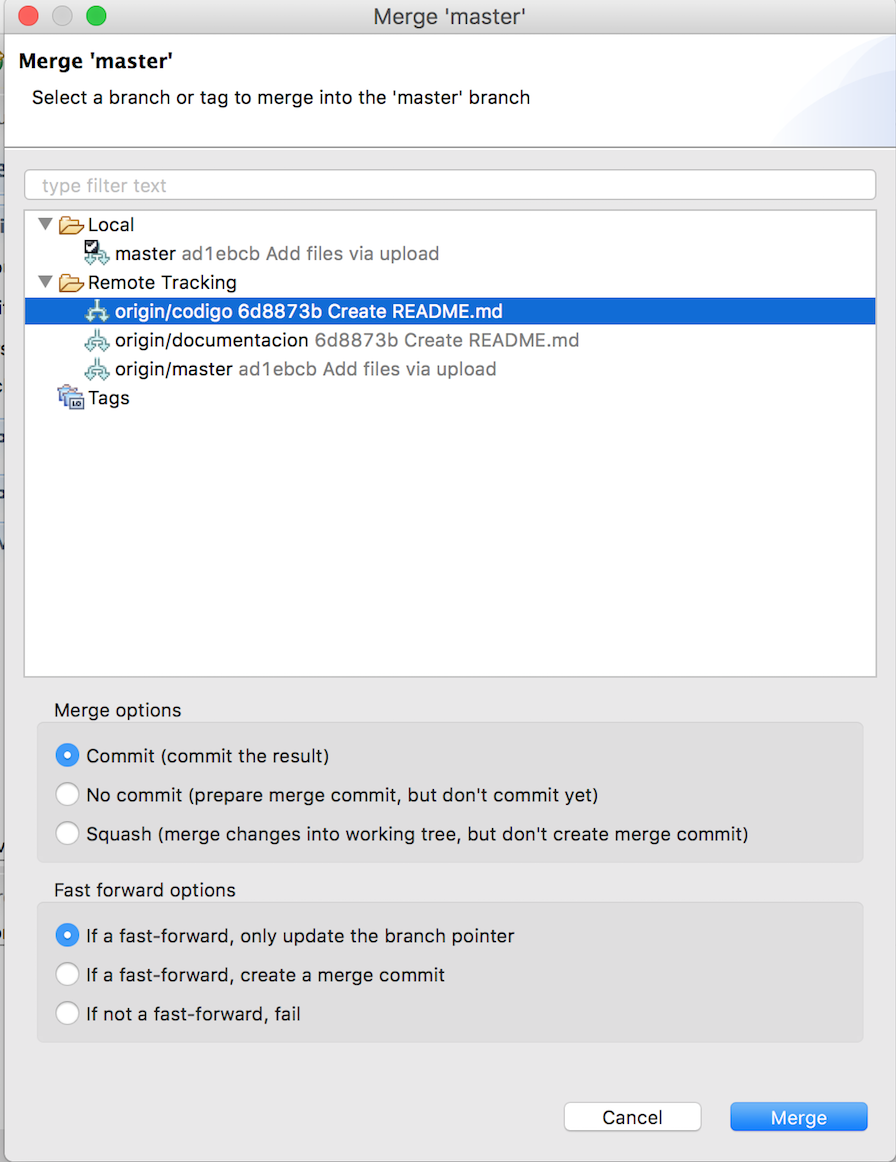 Merge 'master'
Merge 'master'
Select a branch or tag to merge into the 'master' branch
type filter text
Local
master ad1ebcb Add files via upload
Remote Tracking
origin/codigo 6d8873b Create README.md
origin/documentacion 6d8873b Create README.md
origin/master ad1ebcb Add files via upload
Tags
Merge options
Commit (commit the result)
No commit (prepare merge commit, but don't commit yet)
Squash (merge changes into working tree, but don't create merge commit)
Fast forward options
If a fast-forward, only update the branch pointer
If a fast-forward, create a merge commit
If not a fast-forward, fail
Cancel Merge